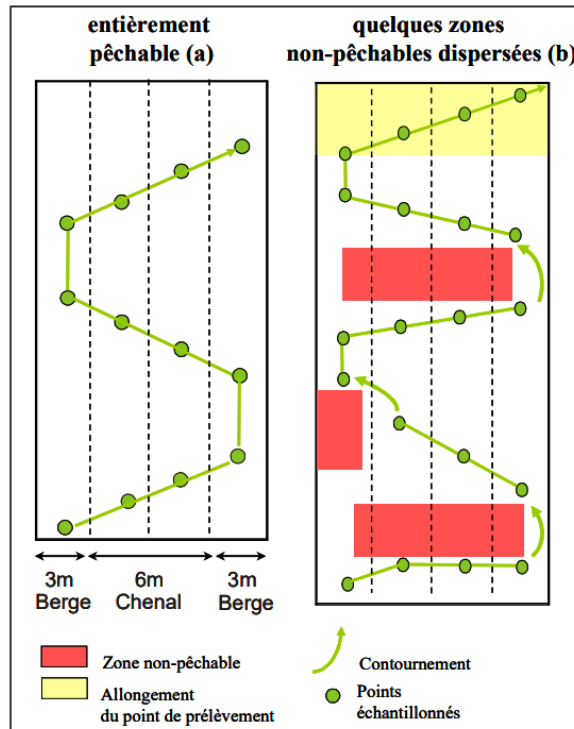 entièrement
pêchable (a)
quelques zones
non-pêchables dispersées (b)
3m
6m
3m
Berge
Chenal
Berge
Zone non-pêchable
Allongement
du point de prélèvement
Contournement
Points
échantillonnés